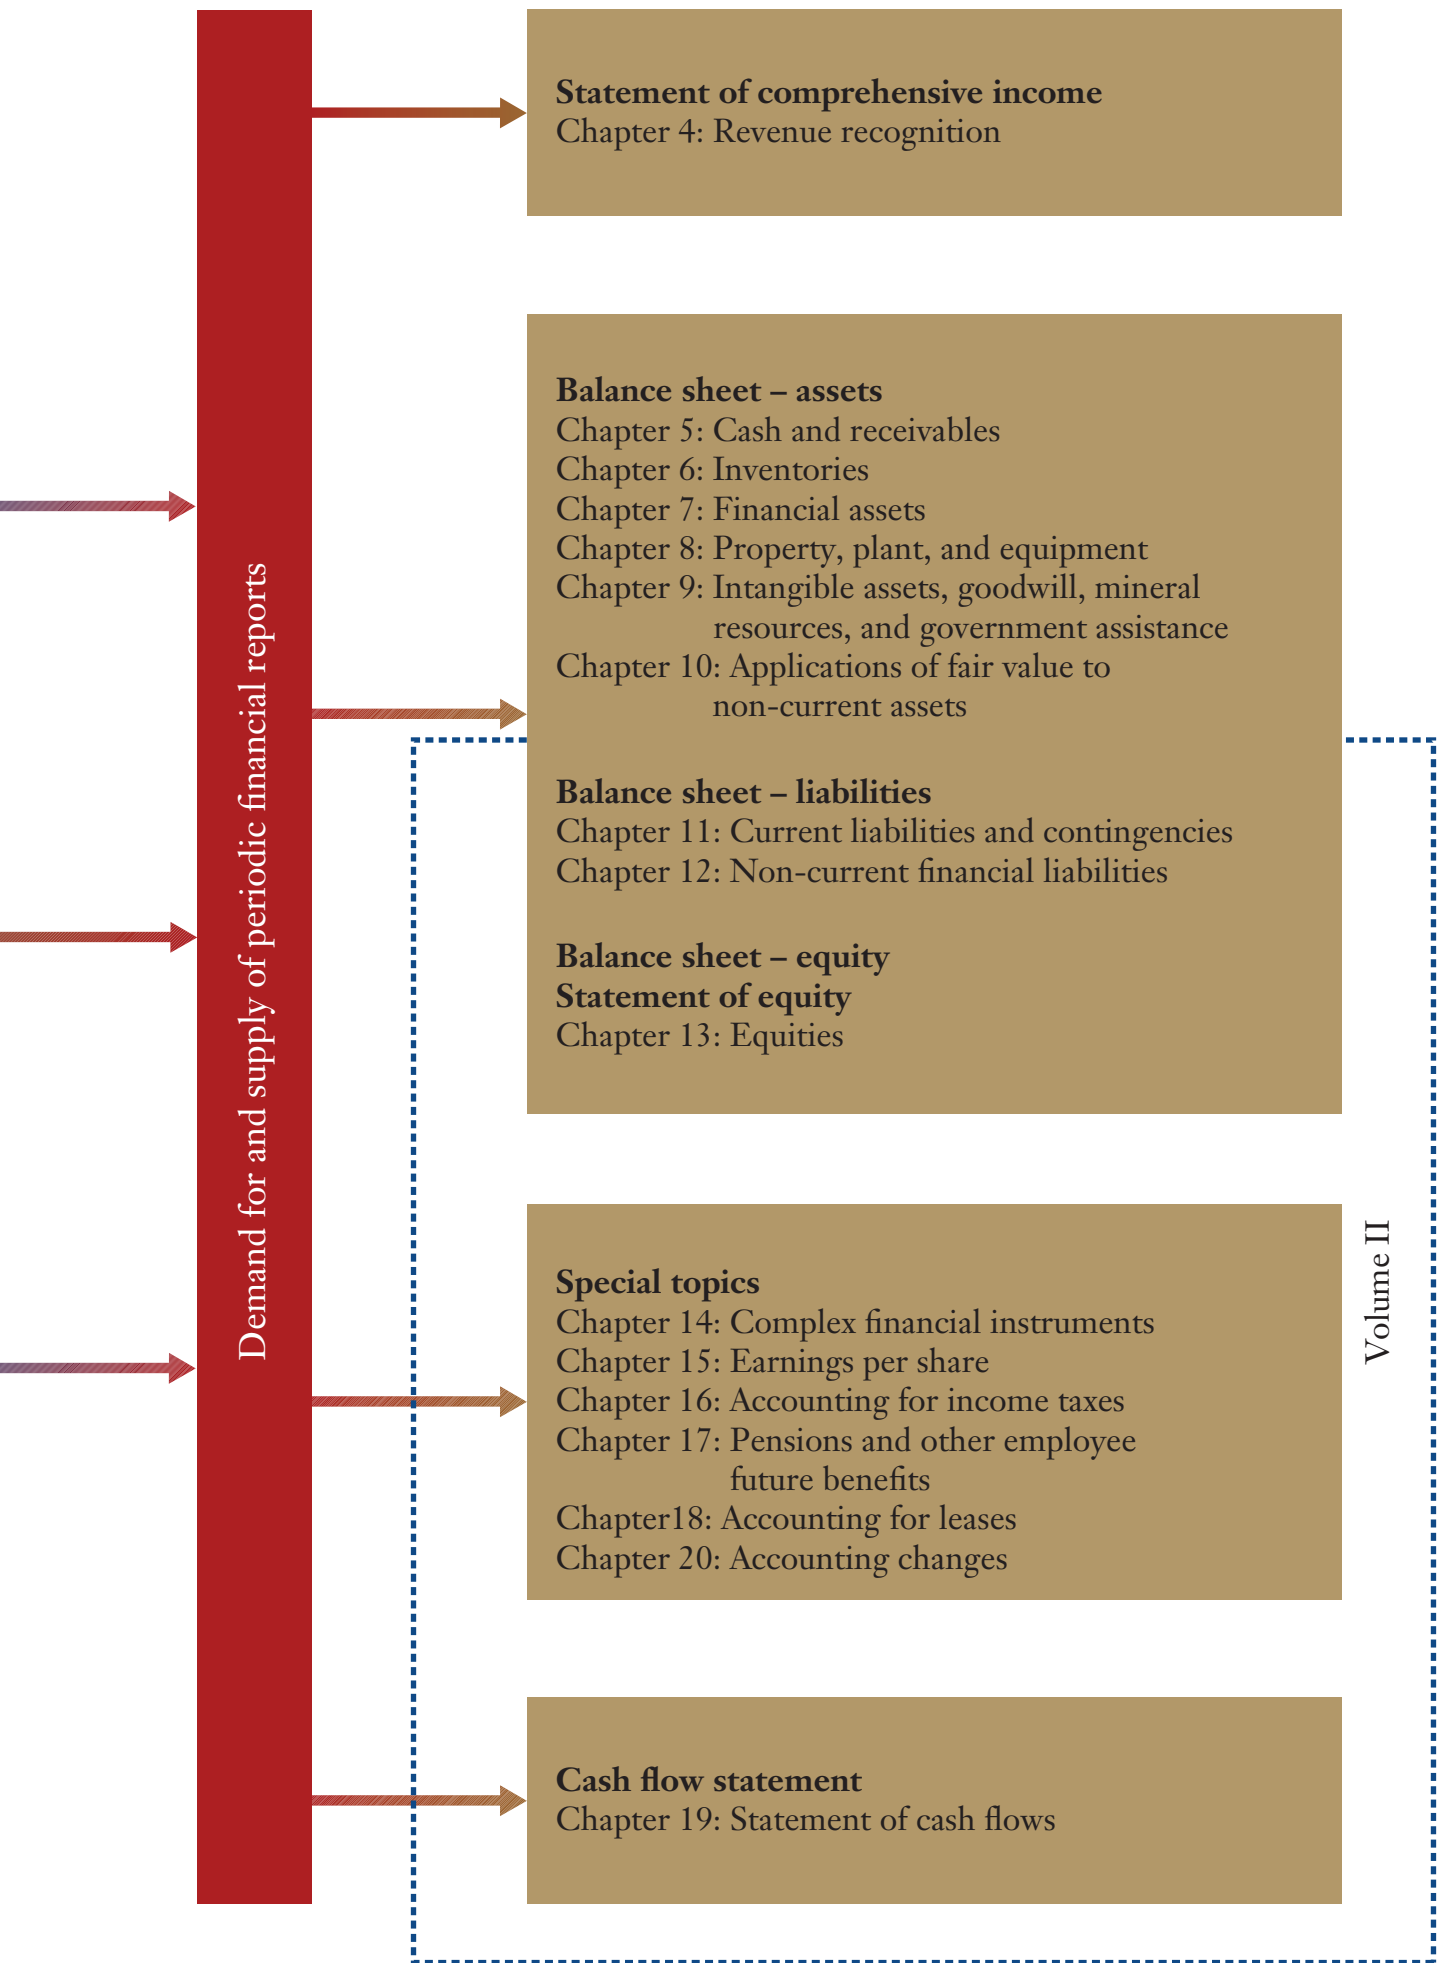 Demand for and supply of periodic financial reports
Statement of comprehensive income
Chapter 4: Revenue recognition
Balance sheet – assets
Chapter 5: Cash and receivables
Chapter 6: Inventories
Chapter 7: Financial assets
Chapter 8: Property, plant, and equipment
Chapter 9: Intangible assets, goodwill, mineral
resources, and government assistance
Chapter 10: Applications of fair value to
non-current assets
Balance sheet – liabilities
Chapter 11: Current liabilities and contingencies
Chapter 12: Non-current financial liabilities
Balance sheet – equity
Statement of equity
Chapter 13: Equities
Special topics
Chapter 14: Complex financial instruments
Chapter 15: Earnings per share
Chapter 16: Accounting for income taxes
Chapter 17: Pensions and other employee
future benefits
Chapter18: Accounting for leases
Chapter 20: Accounting changes
Cash flow statement
Chapter 19: Statement of cash flows
Volume II